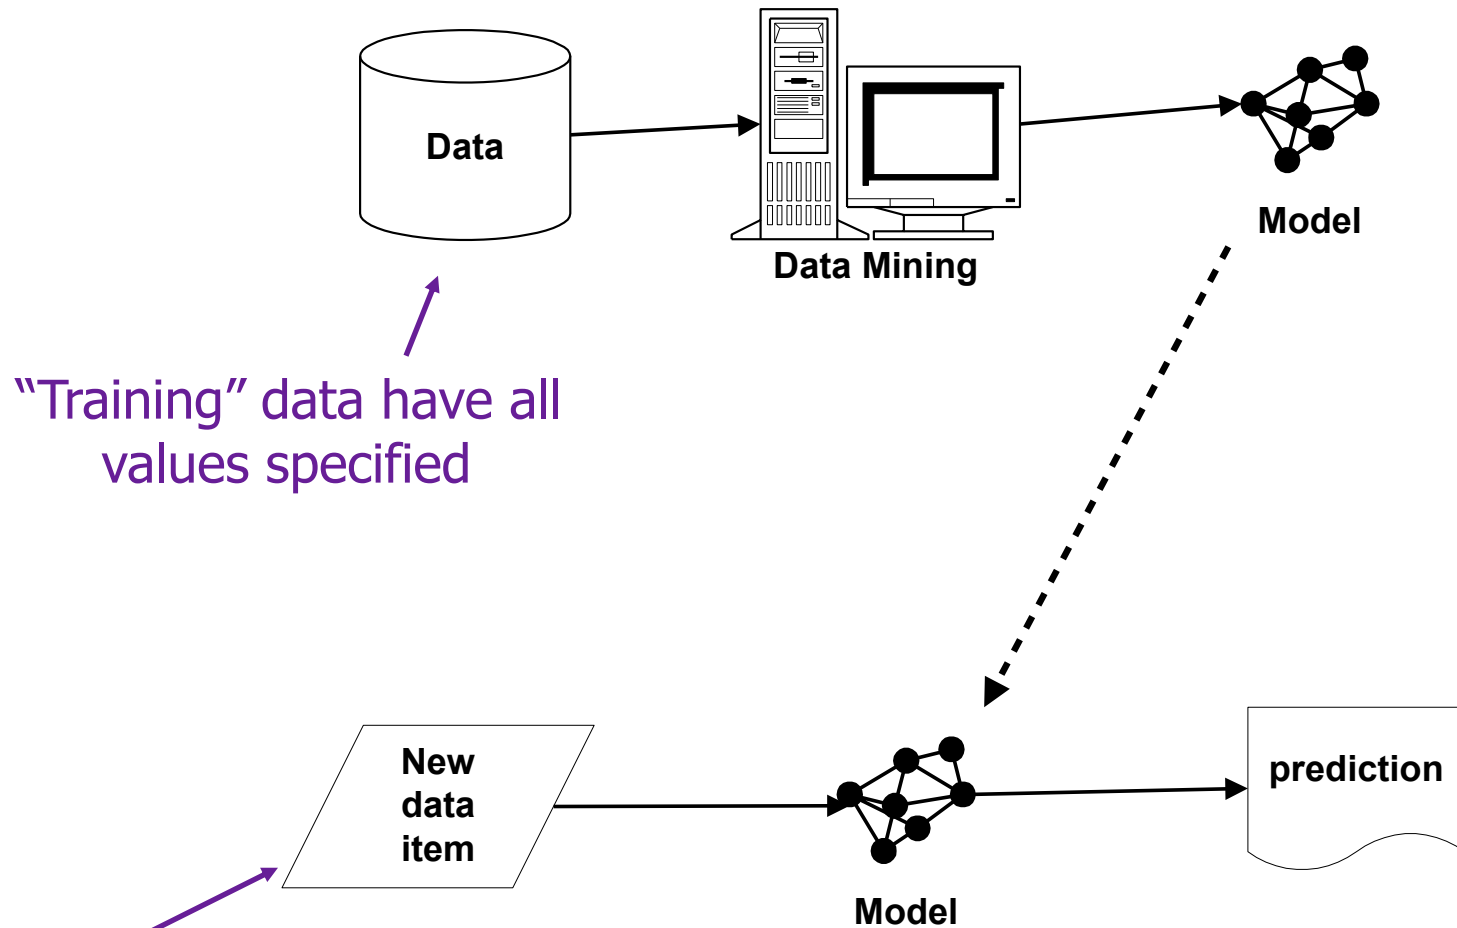 Data
Data Mining
Model
“Training” data have all
values specified
New
data
item
Model
prediction